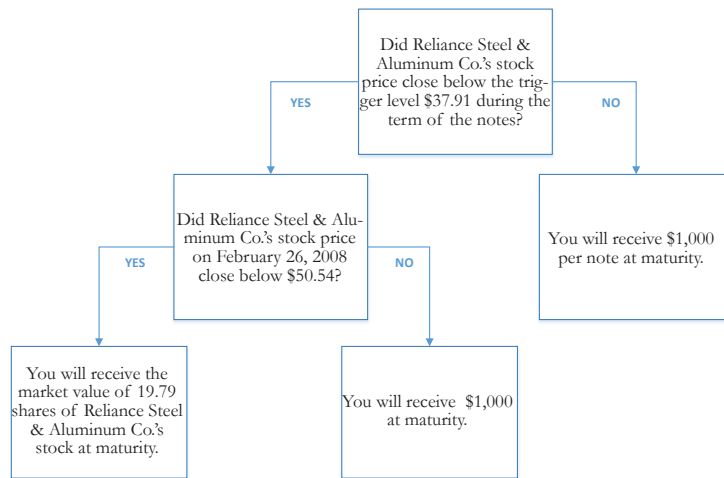 Did Reliance Steel &
Aluminum Co.'s stock
price close below the trig-
ger level $37.91 during the
term of the notes?
YES
NO
Did Reliance Steel & Alu-
minum Co.'s stock price
on February 26, 2008
close below $50.54?
You will receive $1,000
per note at maturity.
YES
NO
You will receive the
market value of 19.79
shares of Reliance Steel
& Aluminum Co.'s
stock at maturity.
You will receive $1,000
at maturity.